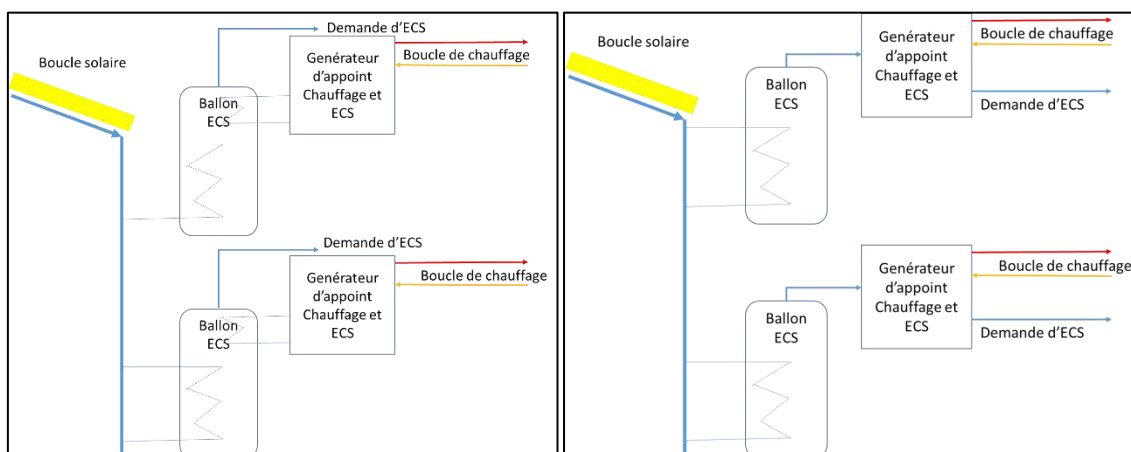 Demande d'ECS
Boucle solaire
Genérateur
d'appoint
Chauffage et
ECS
Boucle de chauffage
Ballon
ECS
Demande d'ECS
Genérateur
d'appoint
Chauffage et
ECS
Boucle de chauffage
Ballon
ECS
Boucle solaire
Genérateur
d'appoint
Chauffage et
ECS
Boucle de chauffage
Ballon
ECS
Demande d'ECS
Genérateur
d'appoint
Chauffage et
ECS
Boucle de chauffage
Ballon
ECS
Demande d'ECS